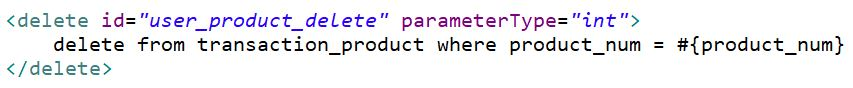 <delete id="user_product_delete" parameterType="int">
    delete from transaction_product where product_num = #{product_num}
</delete>